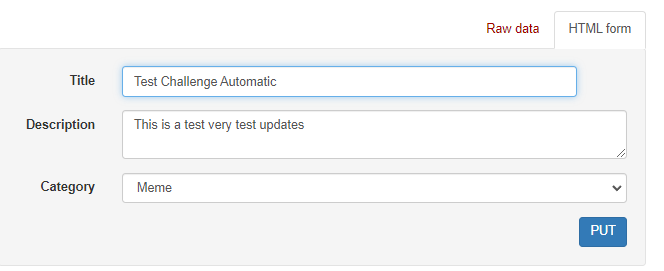 Raw data HTML form
Title Test Challenge Automatic
Description This is a test very test updates
Category Meme
PUT